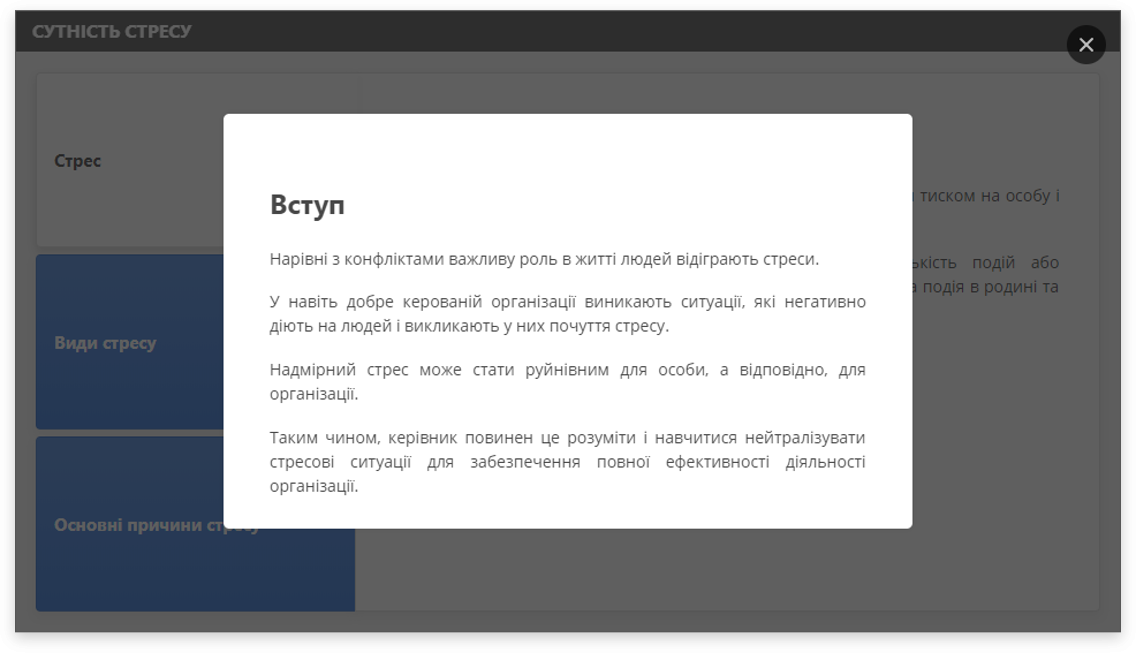 СУТНІСТЬ СТРЕСУ
Стрес
Види стресу
Основні причини стресу
Вступ
Нарівні з конфліктами важливу роль в житті людей відіграють стреси.
У навіть добре керованій організації виникають ситуації, які негативно
діють на людей і викликають у них почуття стресу.
Надмірний стрес може стати руйнівним для особи, а відповідно, для
організації.
Таким чином, керівник повинен це розуміти і навчитися нейтралізувати
стресові ситуації для забезпечення повної ефективності діяльності
організації.
тиском на особу і
подій або
подія в родині та